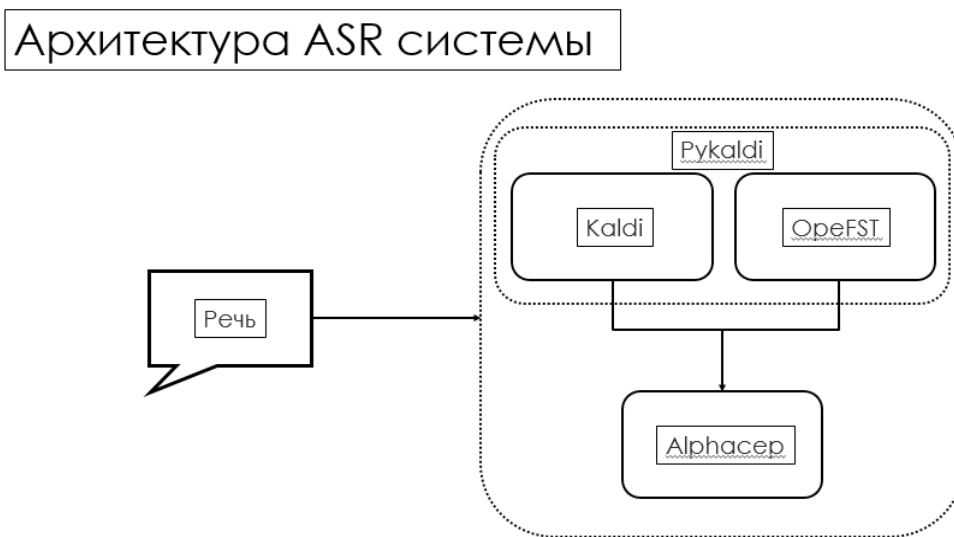 Архитектура ASR системы
Pykaldi
Kaldi
OpeFST
Речь
Alphacep